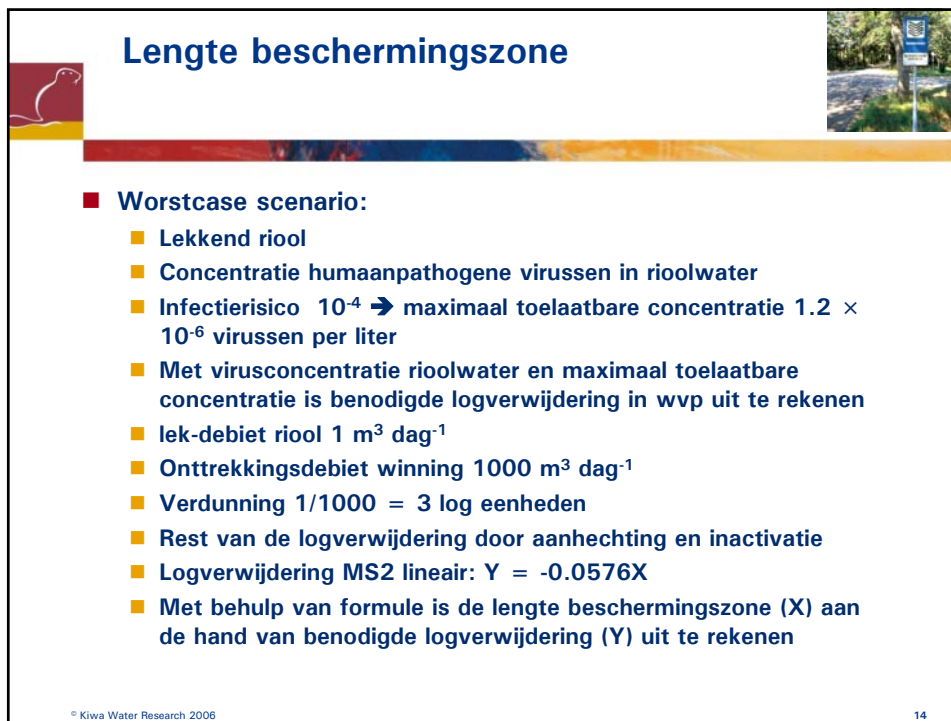 Lengte beschermingszone
■ Worstcase scenario:
■ Lekkend riool
■ Concentratie humaanpathogene virussen in rioolwater
■ Infectierisico 10⁻⁴ ➔ maximaal toelaatbare concentratie 1.2 ×
10⁻⁶ virussen per liter
■ Met virusconcentratie rioolwater en maximaal toelaatbare
concentratie is benodigde logverwijdering in wvp uit te rekenen
■ lek-debiet riool 1 m³ dag⁻¹
■ Onttrekkingsdebiet winning 1000 m³ dag⁻¹
■ Verdunning 1/1000 = 3 log eenheden
■ Rest van de logverwijdering door aanhechting en inactivatie
■ Logverwijdering MS2 lineair: Y = -0.0576X
■ Met behulp van formule is de lengte beschermingszone (X) aan
de hand van benodigde logverwijdering (Y) uit te rekenen
© Kiwa Water Research 2006
14